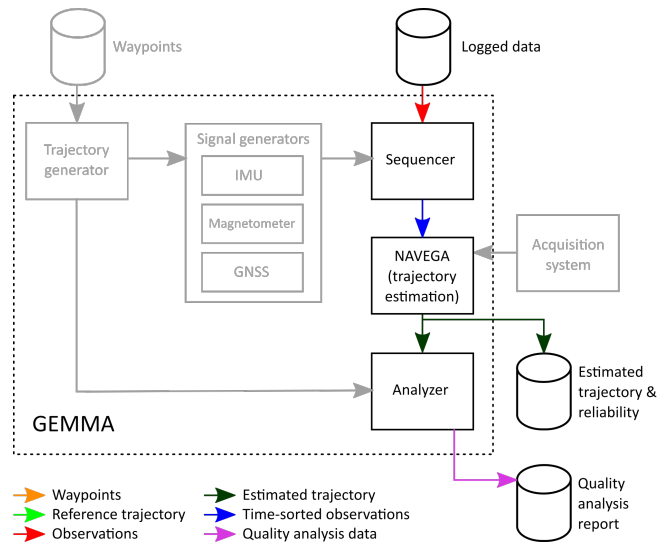 Waypoints
Logged data
Trajectory
generator
Signal generators
IMU
Magnetometer
GNSS
Sequencer
NAVEGA
(trajectory
estimation)
Acquisition
system
Analyzer
Estimated
trajectory &
reliability
GEMMA
Quality
analysis
report
Waypoints
Reference trajectory
Observations
Estimated trajectory
Time-sorted observations
Quality analysis data